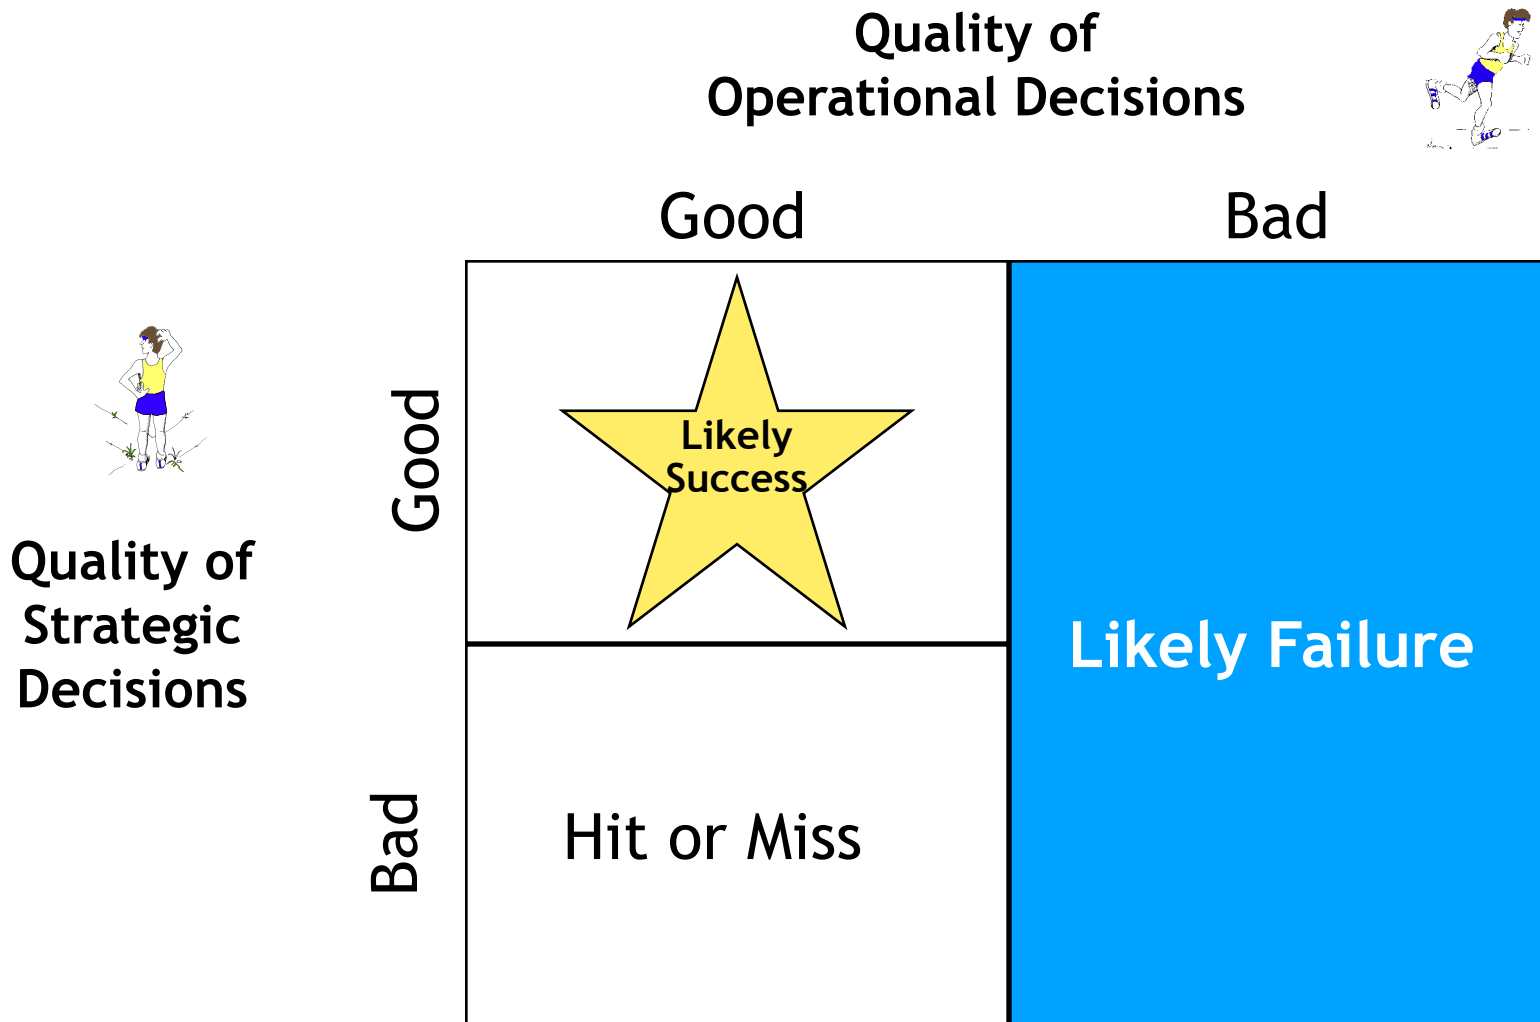 Quality of
Operational Decisions
Good
Bad
Good
Likely
Success
Quality of
Strategic
Decisions
Likely Failure
Bad
Hit or Miss